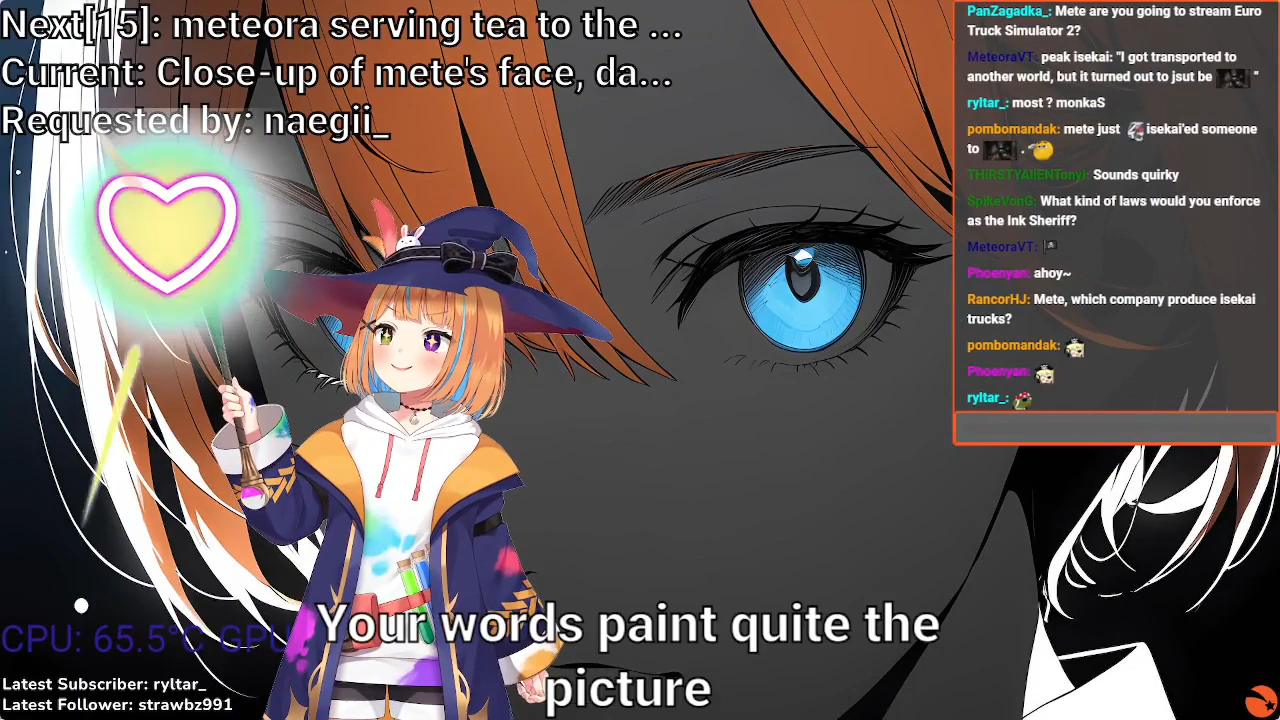 Next[15]: meteora serving tea to the ...
Current: Close-up of mete's face, da...
Requested by: naegii_
PanZagadka_: Mete are you going to stream Euro
Truck Simulator 2?
MeteoraVT: peak isekai: "I got transported to
another world, but it turned out to jsut be "
ryltar_: most ? monkaS
pombomandak: mete just isekai'ed someone
to .
THiRSTYAllENTonyl: Sounds quirky
SpikeVonG: What kind of laws would you enforce
as the Ink Sheriff?
MeteoraVT:
Phoenyan: ahoy~
RancorHJ: Mete, which company produce isekai
trucks?
pombomandak:
Phoenyan:
ryltar_:
Your words paint quite the
picture
CPU: 65.5°C GPU
Latest Subscriber: ryltar_
Latest Follower: strawbz991